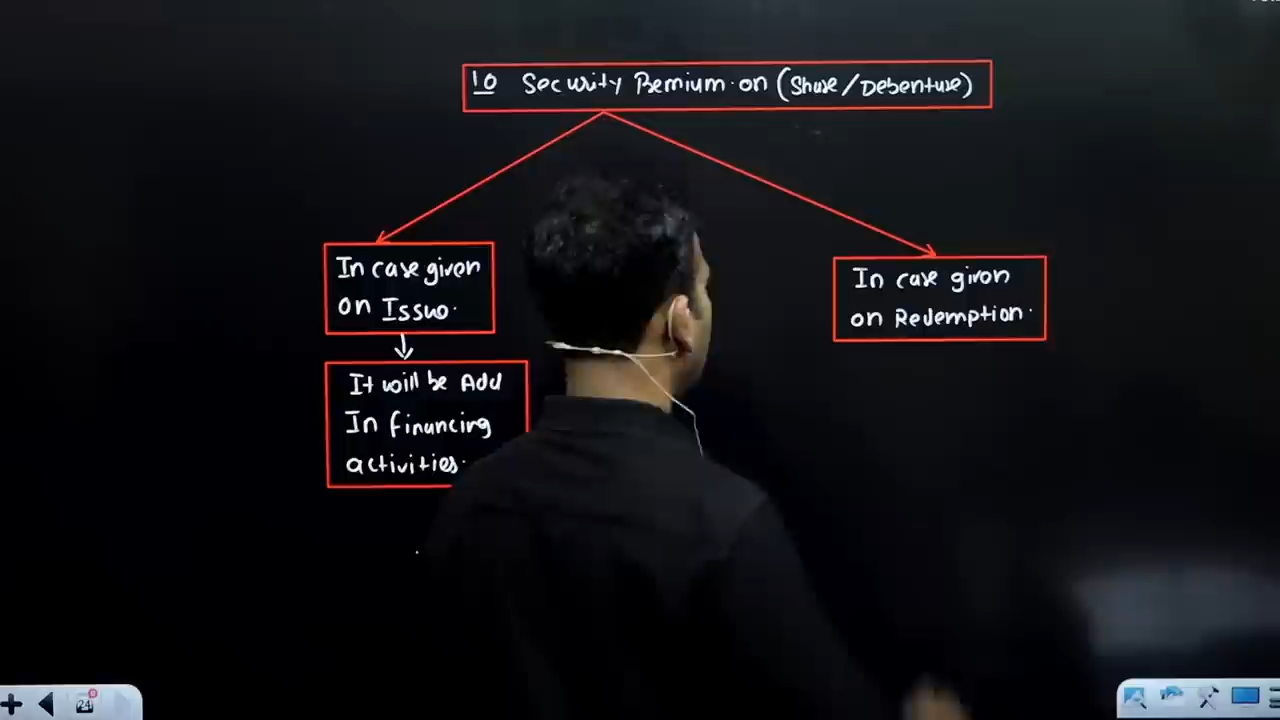 10 Security Premium on (Share/Debenture)
In case given
on Issue.
It will be Add
In financing
activities.
In case given
on Redemption.
24